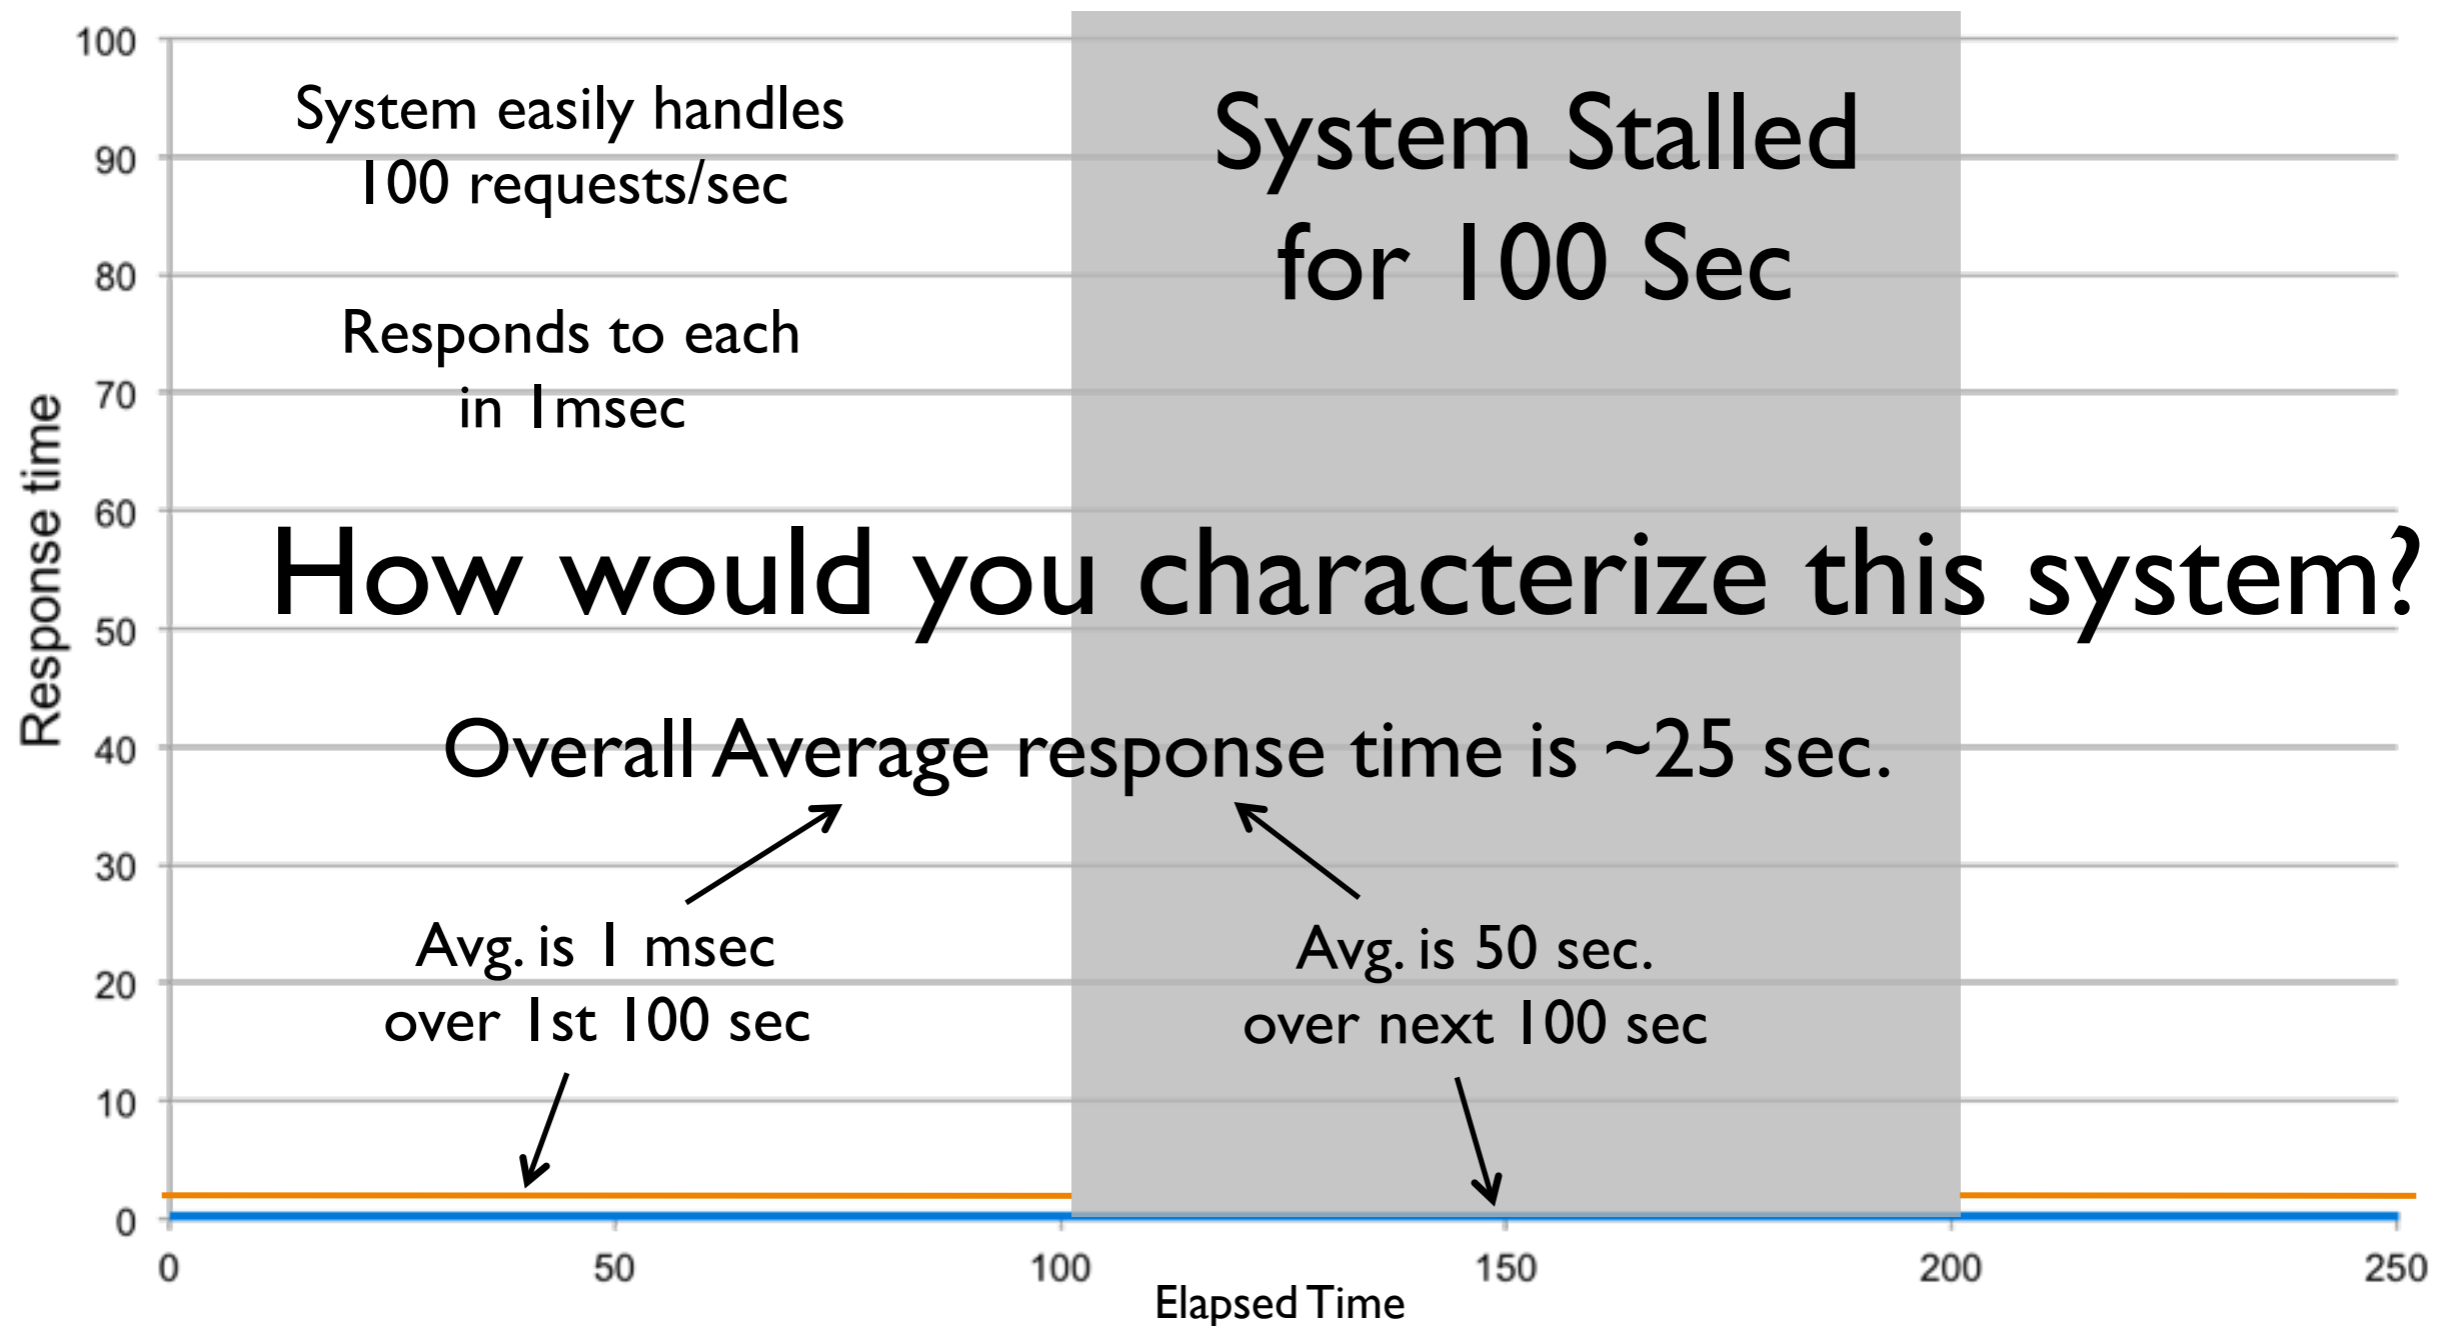 System easily handles
100 requests/sec
Responds to each
in 1msec
System Stalled
for 100 Sec
How would you characterize this system?
Overall Average response time is ~25 sec.
Avg. is 1 msec
over 1st 100 sec
Avg. is 50 sec.
over next 100 sec
Response time
100
90
80
70
60
50
40
30
20
10
0
0 50 100 150 200 250
Elapsed Time